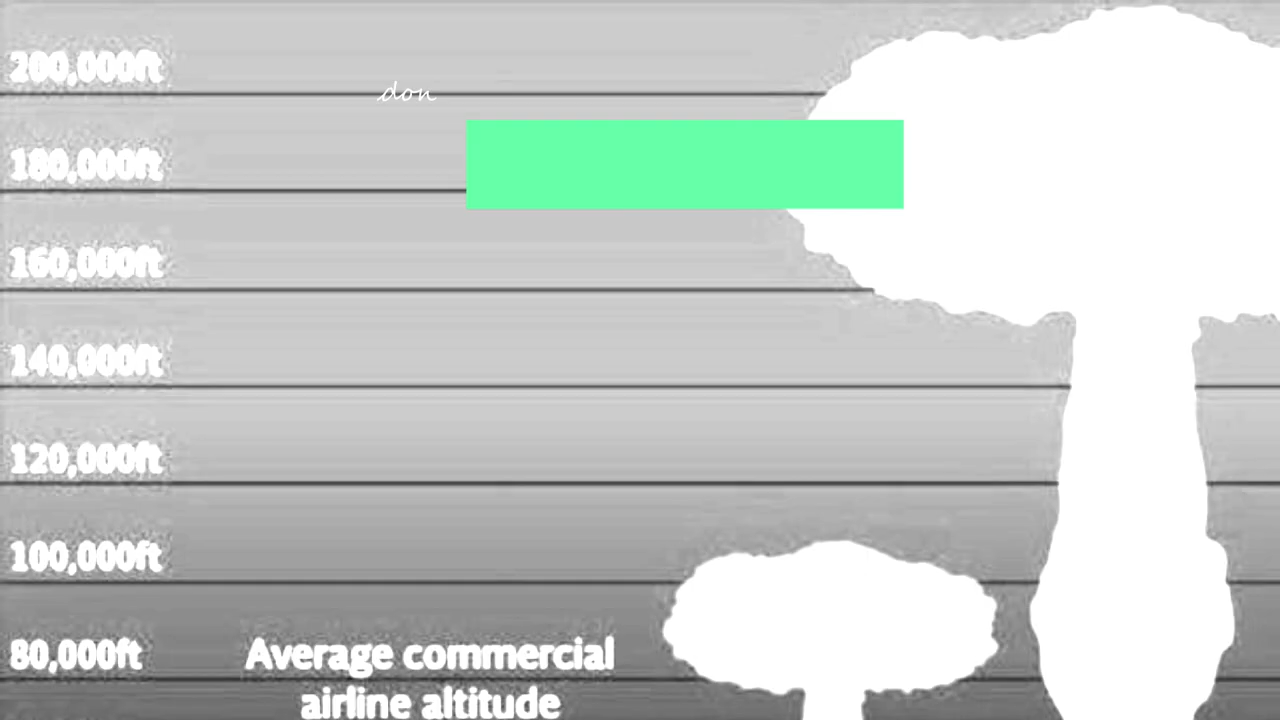 200,000ft
don
180,000ft
160,000ft
140,000ft
120,000ft
100,000ft
80,000ft
Average commercial
airline altitude